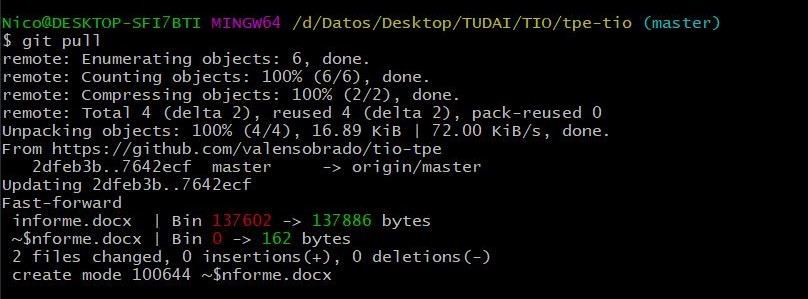 Nico@DESKTOP-SFI7BTI MINGW64 /d/Datos/Desktop/TUDAI/TIO/tpe-tio (master)
$ git pull
remote: Enumerating objects: 6, done.
remote: Counting objects: 100% (6/6), done.
remote: Compressing objects: 100% (2/2), done.
remote: Total 4 (delta 2), reused 4 (delta 2), pack-reused 0
Unpacking objects: 100% (4/4), 16.89 KiB | 72.00 KiB/s, done.
From https://github.com/valensobrado/tio-tpe
   2dfeb3b..7642ecf  master     -> origin/master
Updating 2dfeb3b..7642ecf
Fast-forward
 informe.docx  | Bin 137602 -> 137886 bytes
 ~$nforme.docx | Bin 0 -> 162 bytes
 2 files changed, 0 insertions(+), 0 deletions(-)
 create mode 100644 ~$nforme.docx